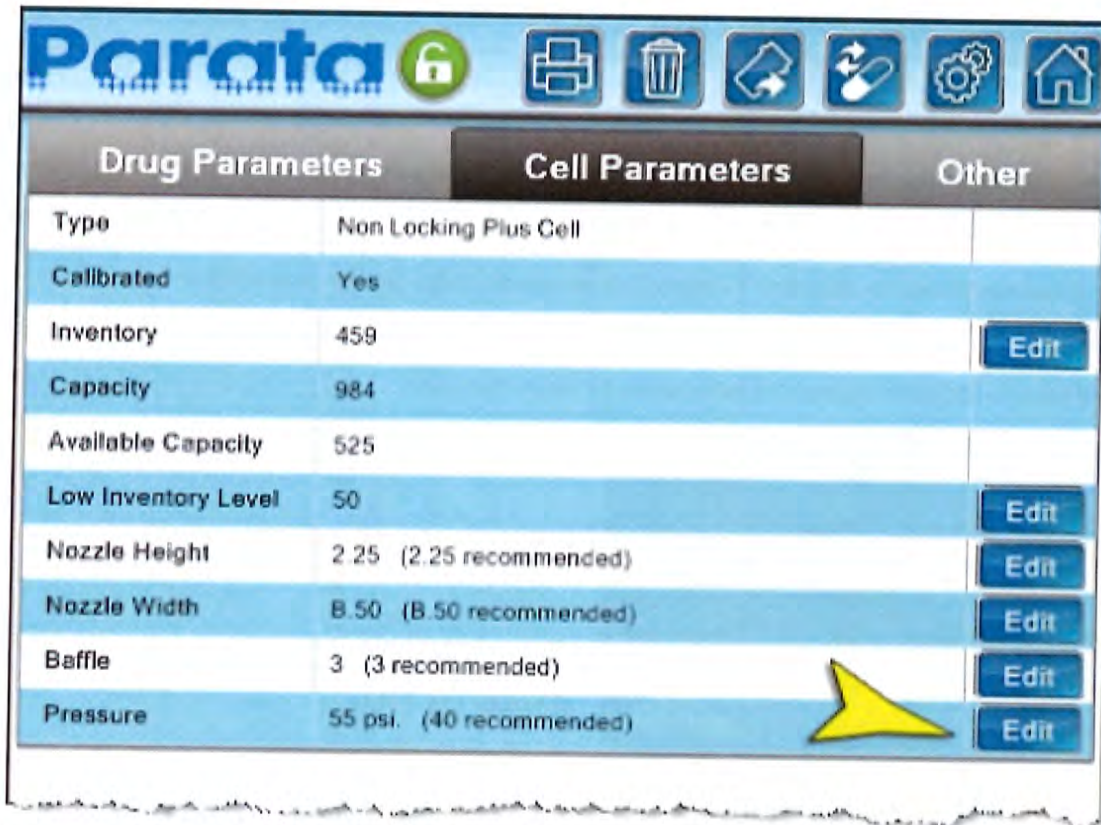 Parata
Drug Parameters Cell Parameters Other
Type Non Locking Plus Cell
Calibrated Yes
Inventory 459 Edit
Capacity 984
Available Capacity 525
Low Inventory Level 50 Edit
Nozzle Height 2.25 (2.25 recommended) Edit
Nozzle Width B.50 (B.50 recommended) Edit
Baffle 3 (3 recommended) Edit
Pressure 55 psi. (40 recommended) Edit